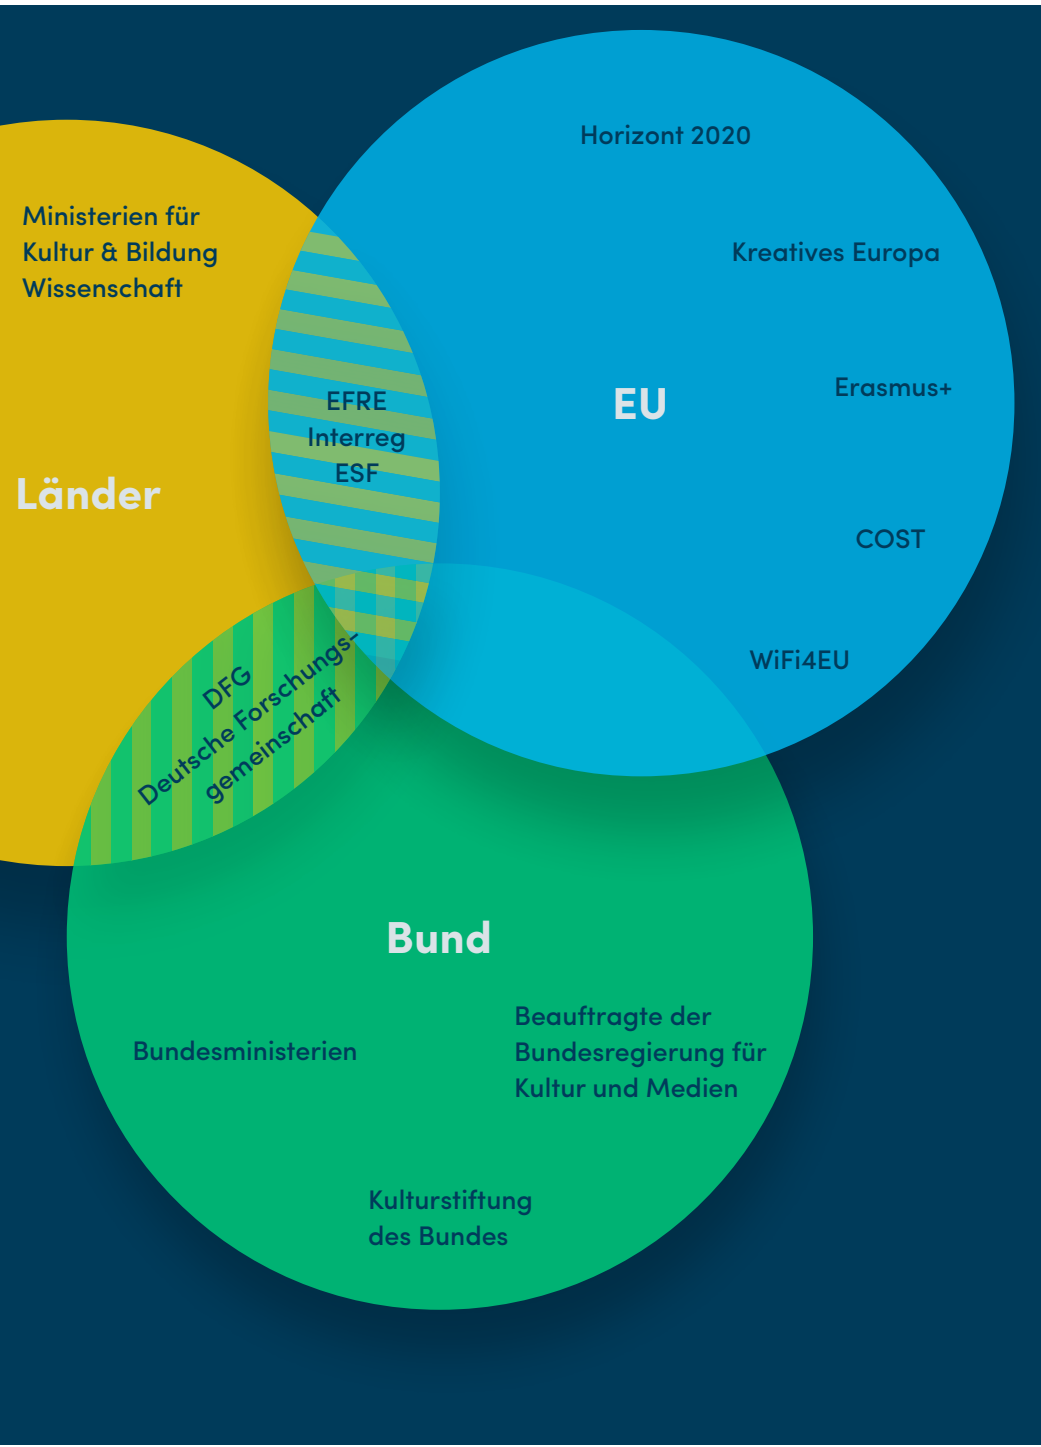 Horizont 2020
Ministerien für
Kultur & Bildung
Wissenschaft
Kreatives Europa
EFRE
Interreg
ESF
EU
Erasmus+
Länder
COST
WiFi4EU
DFG
Deutsche Forschungs-
gemeinschaft
Bund
Bundesministerien
Beauftragte der
Bundesregierung für
Kultur und Medien
Kulturstiftung
des Bundes